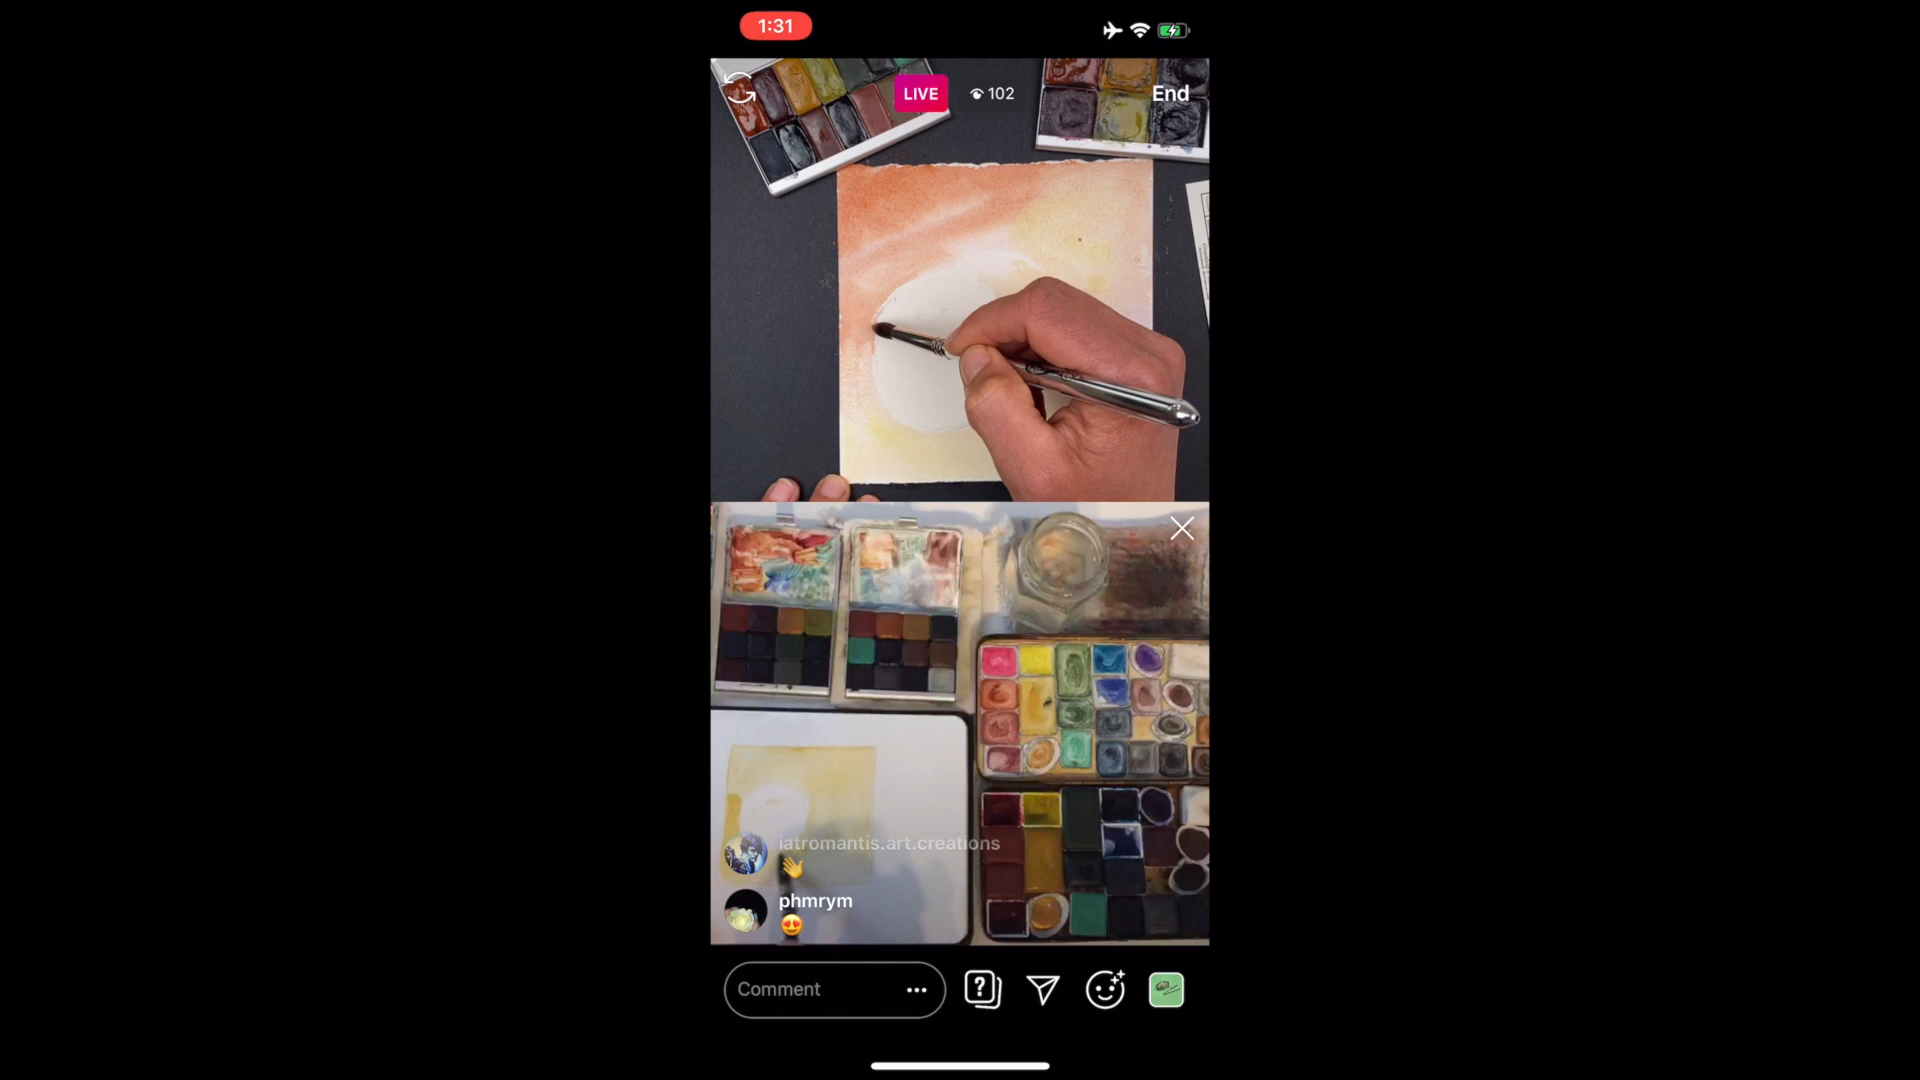 1:31
LIVE
102
End
iatromantis.art.creations
👋
phmrym
😍
Comment